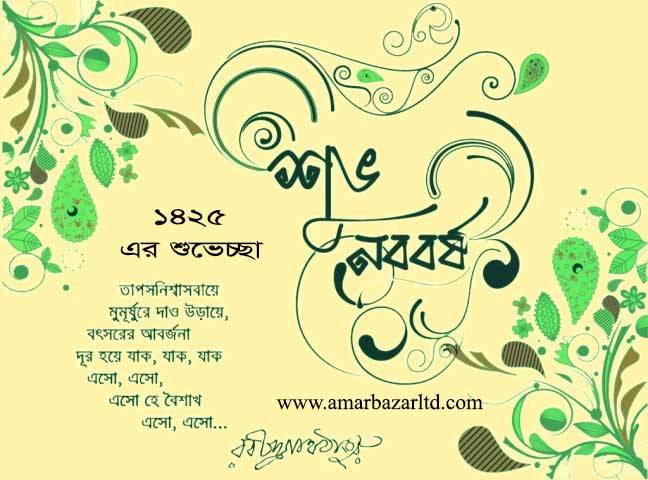 শুভ
নববর্ষ
১৪২৫
এর শুভেচ্ছা
তাপসনিশ্বাসবায়ে
মুমূর্ষুরে দাও উড়ায়ে,
বৎসরের আবর্জনা
দূর হয়ে যাক, যাক, যাক
এসো, এসো,
এসো হে বৈশাখ
এসো, এসো...
www.amarbazarltd.com
রবীন্দ্রনাথ ঠাকুর